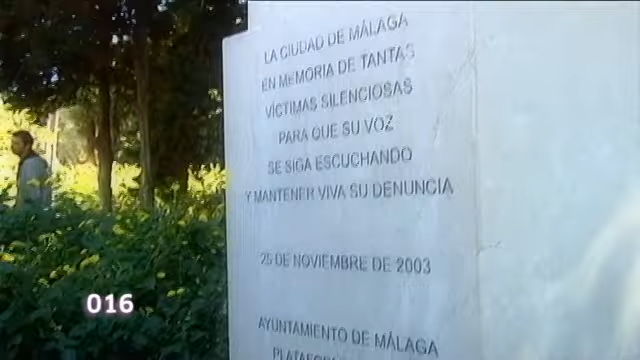 LA CIUDAD DE MÁLAGA
EN MEMORIA DE TANTAS
VÍCTIMAS SILENCIOSAS
PARA QUE SU VOZ
SE SIGA ESCUCHANDO
Y MANTENER VIVA SU DENUNCIA
25 DE NOVIEMBRE DE 2003
AYUNTAMIENTO DE MÁLAGA
016